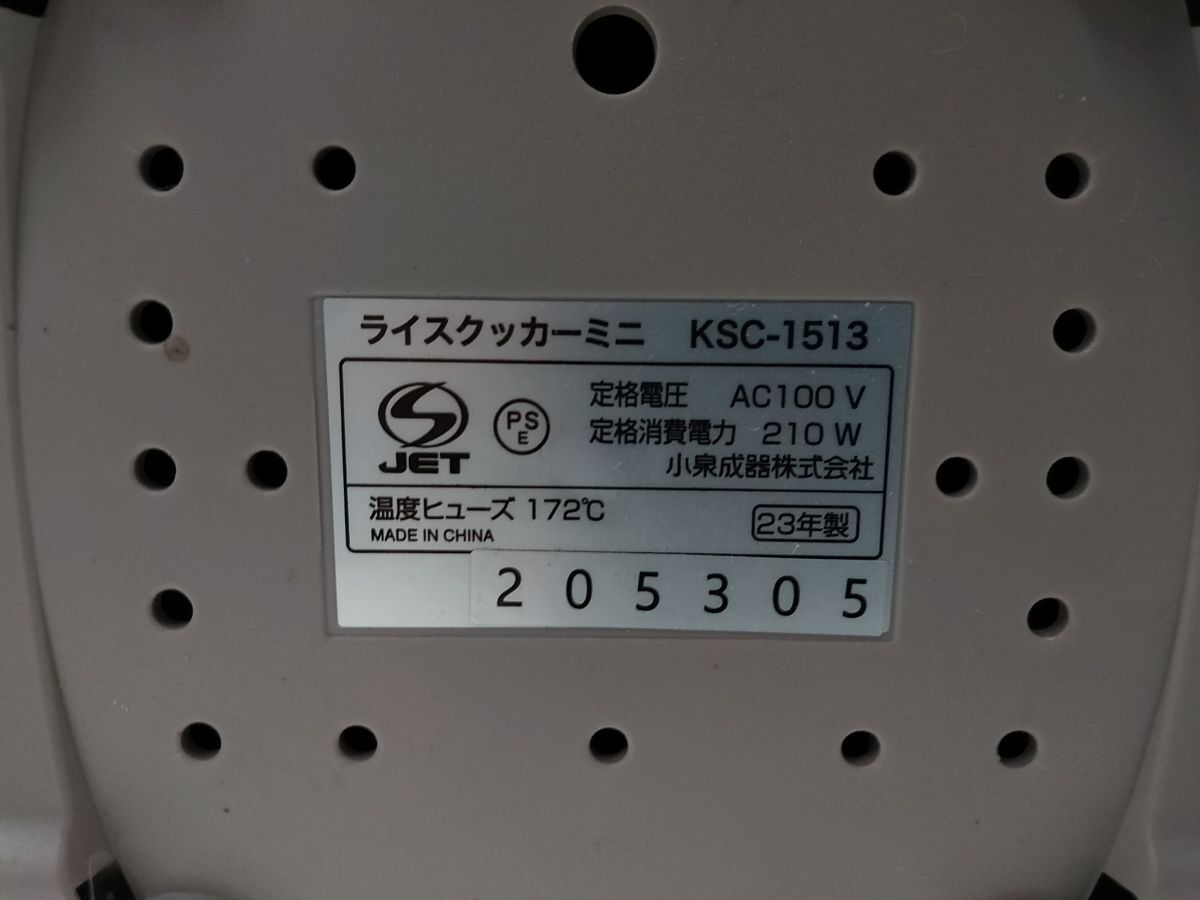 ライスクッカーミニ KSC-1513
定格電圧 AC100 V
定格消費電力 210 W
小泉成器株式会社
JET
PS
E
温度ヒューズ 172℃
MADE IN CHINA
23年製
205305